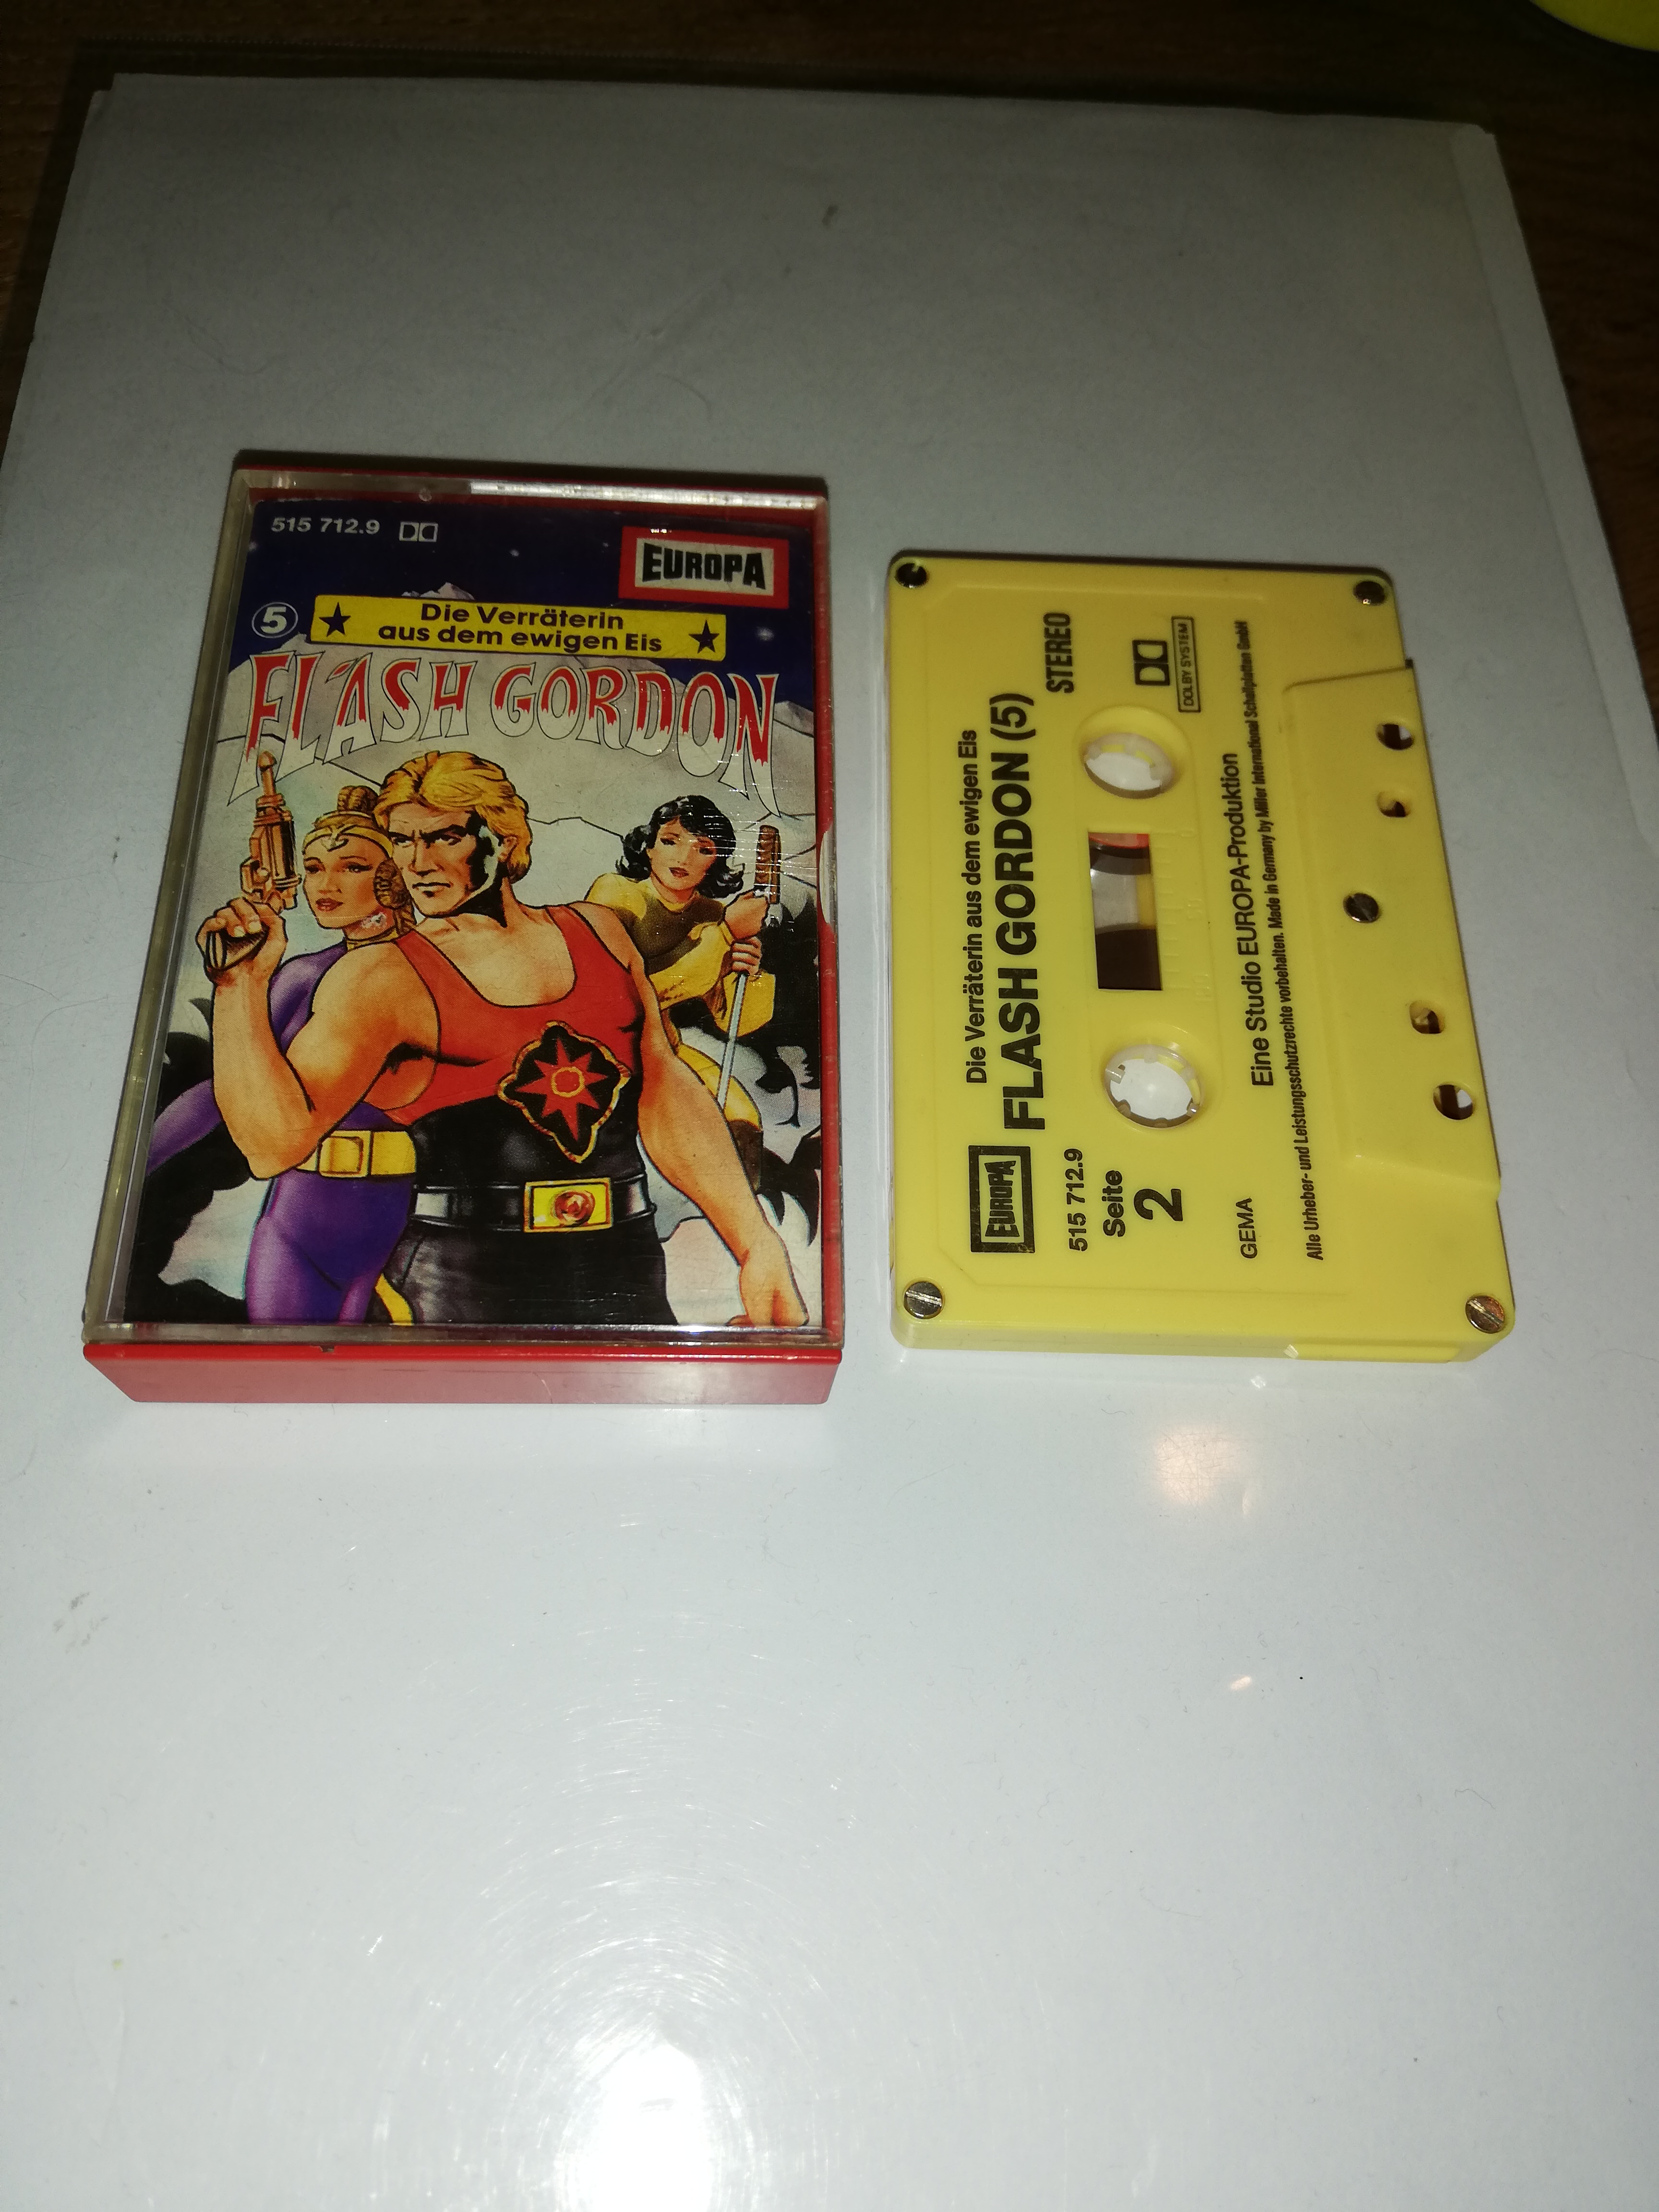 515 712.9
EUROPA
5
Die Verräterin
aus dem ewigen Eis
FLASH GORDON
Die Verräterin aus dem ewigen Eis
EUROPA
FLASH GORDON (5)
515 712.9
STEREO
Seite
2
DOLBY SYSTEM
GEMA
Eine Studio EUROPA-Produktion
Alle Urheber- und Leistungsschutzrechte vorbehalten. Made in Germany by Miller International Schallplatten GmbH